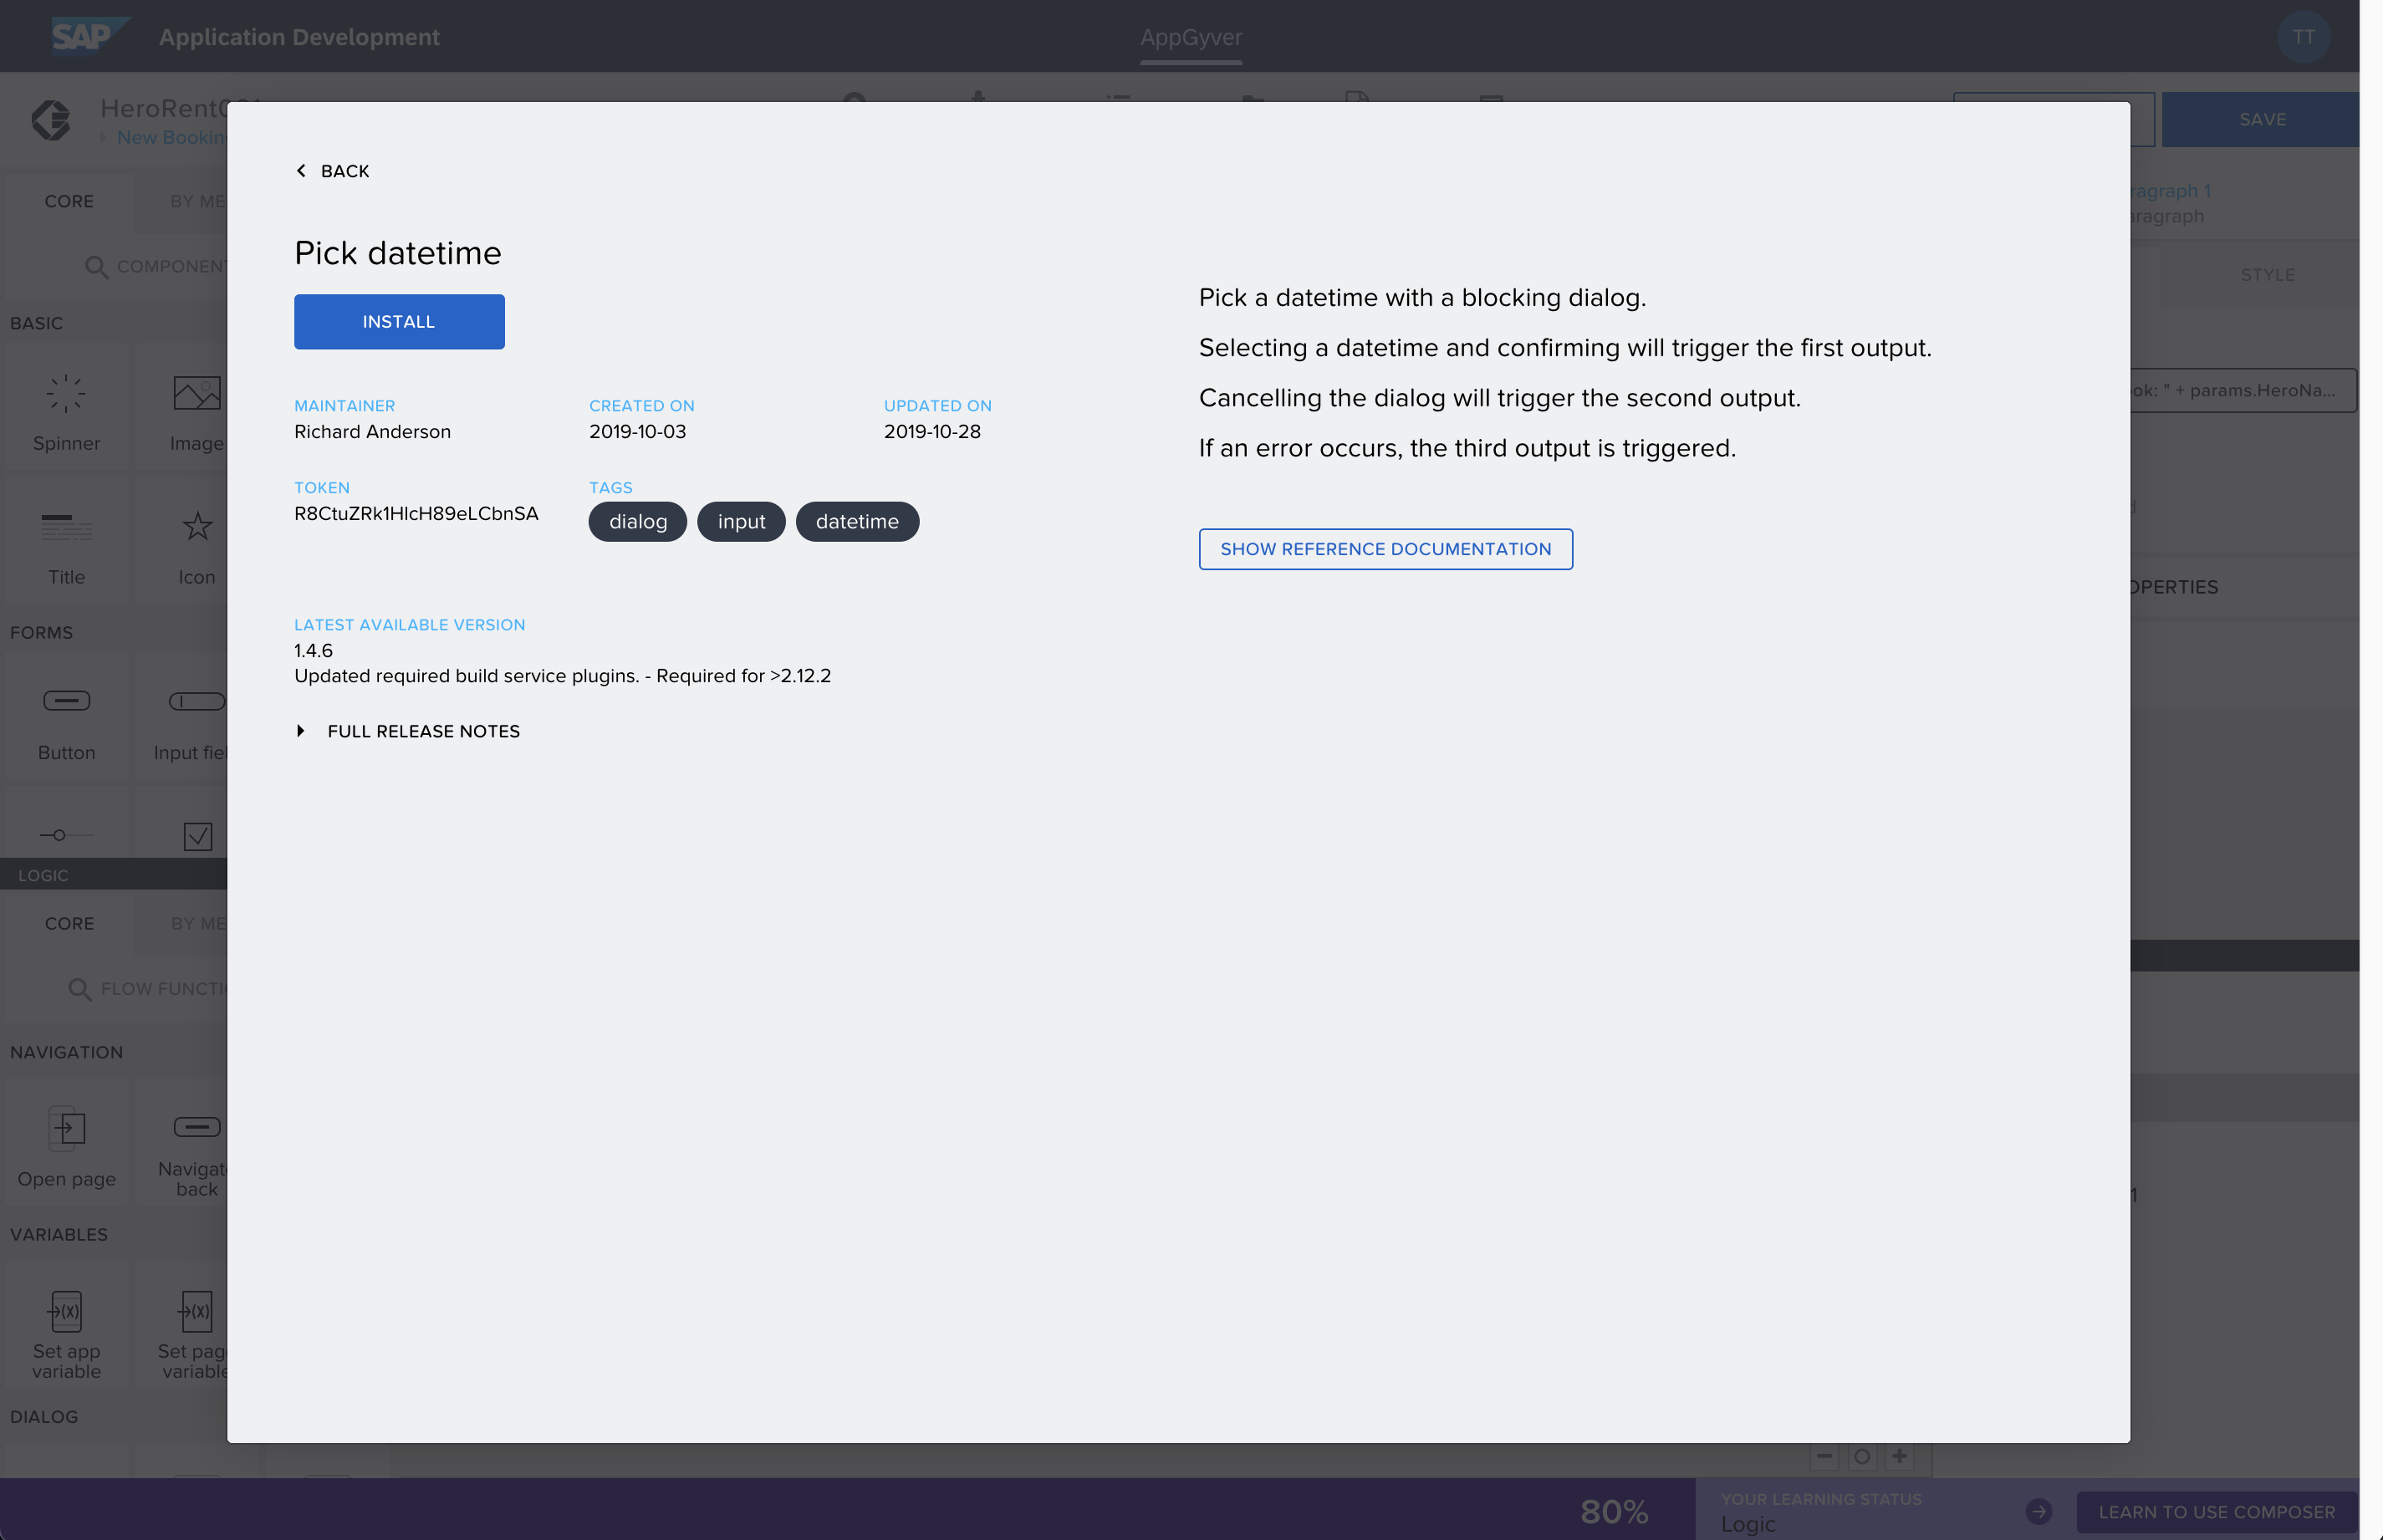 SAP Application Development
AppGyver
TT
New Bookin
SAVE
BACK
CORE
BY ME
ragraph 1
aragraph
COMPONENT
STYLE
Pick datetime
INSTALL
Pick a datetime with a blocking dialog.
Selecting a datetime and confirming will trigger the first output.
Cancelling the dialog will trigger the second output.
If an error occurs, the third output is triggered.
SHOW REFERENCE DOCUMENTATION
MAINTAINER
Richard Anderson
CREATED ON
2019-10-03
UPDATED ON
2019-10-28
TOKEN
R8CtuZRk1HlcH89eLCbnSA
TAGS
dialog
input
datetime
LATEST AVAILABLE VERSION
1.4.6
Updated required build service plugins. - Required for >2.12.2
FULL RELEASE NOTES
BASIC
Spinner
Image
Title
Icon
FORMS
Button
Input fiel
ok: " + params.HeroNa...
OPERTIES
LOGIC
CORE
BY ME
FLOW FUNCTI
NAVIGATION
Open page
Navigat
back
VARIABLES
Set app
variable
Set pag
variable
DIALOG
1
80%
YOUR LEARNING STATUS
Logic
LEARN TO USE COMPOSER